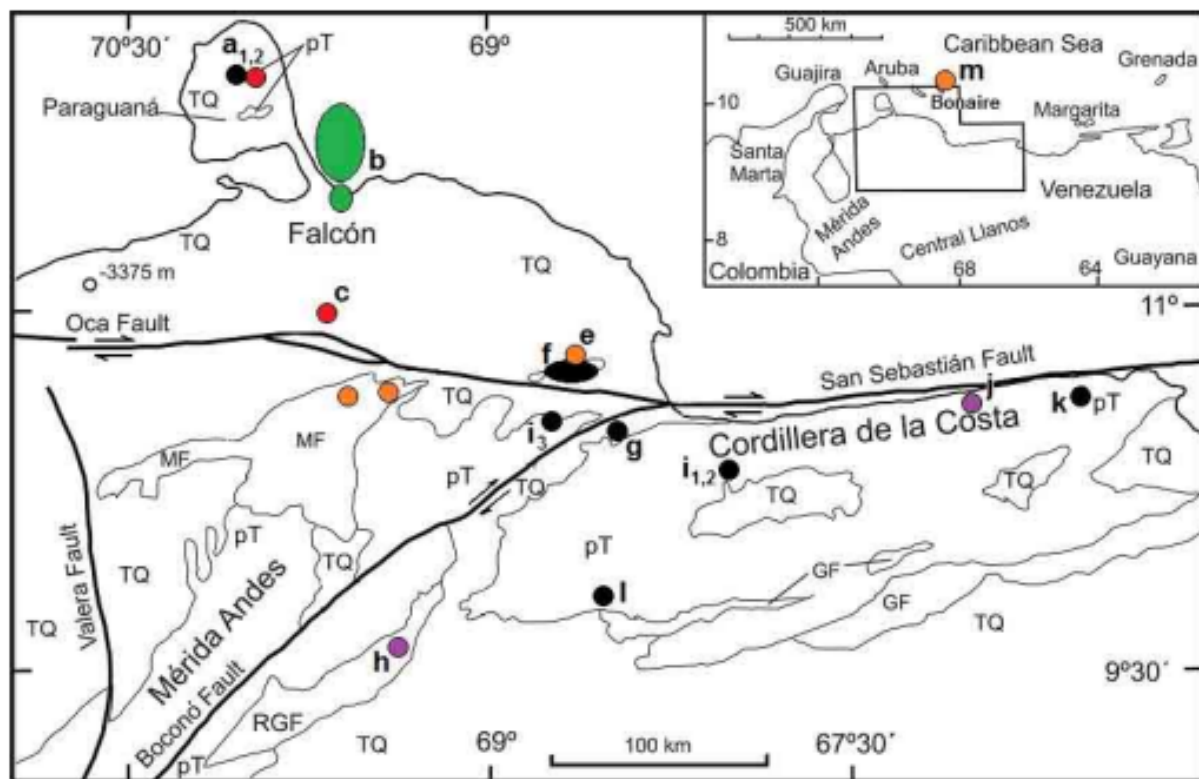 70º30´
69º
a1,2
pT
TQ
Paraguaná
b
Falcón
TQ
-3375 m
TQ
c
Oca Fault
f
e
TQ
MF
MF
i3
g
pT
TQ
San Sebastián Fault
j
k
pT
Cordillera de la Costa
i1,2
TQ
TQ
TQ
11º
Valera Fault
TQ
pT
TQ
TQ
Mérida Andes
Boconó Fault
pT
l
GF
GF
TQ
h
RGF
pT
TQ
9º30´
69º
100 km
67º30´
500 km
Caribbean Sea
Guajira
Aruba
m
Bonaire
Grenada
Margarita
10
Santa
Marta
Mérida
Andes
Venezuela
8
Central Llanos
Colombia
68
64
Guayana